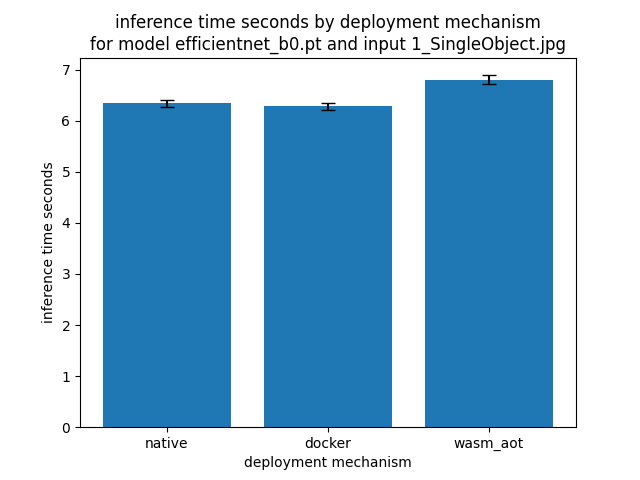 inference time seconds by deployment mechanism
for model efficientnet_b0.pt and input 1_SingleObject.jpg
7
6
5
4
3
2
1
0
inference time seconds
native docker wasm_aot
deployment mechanism